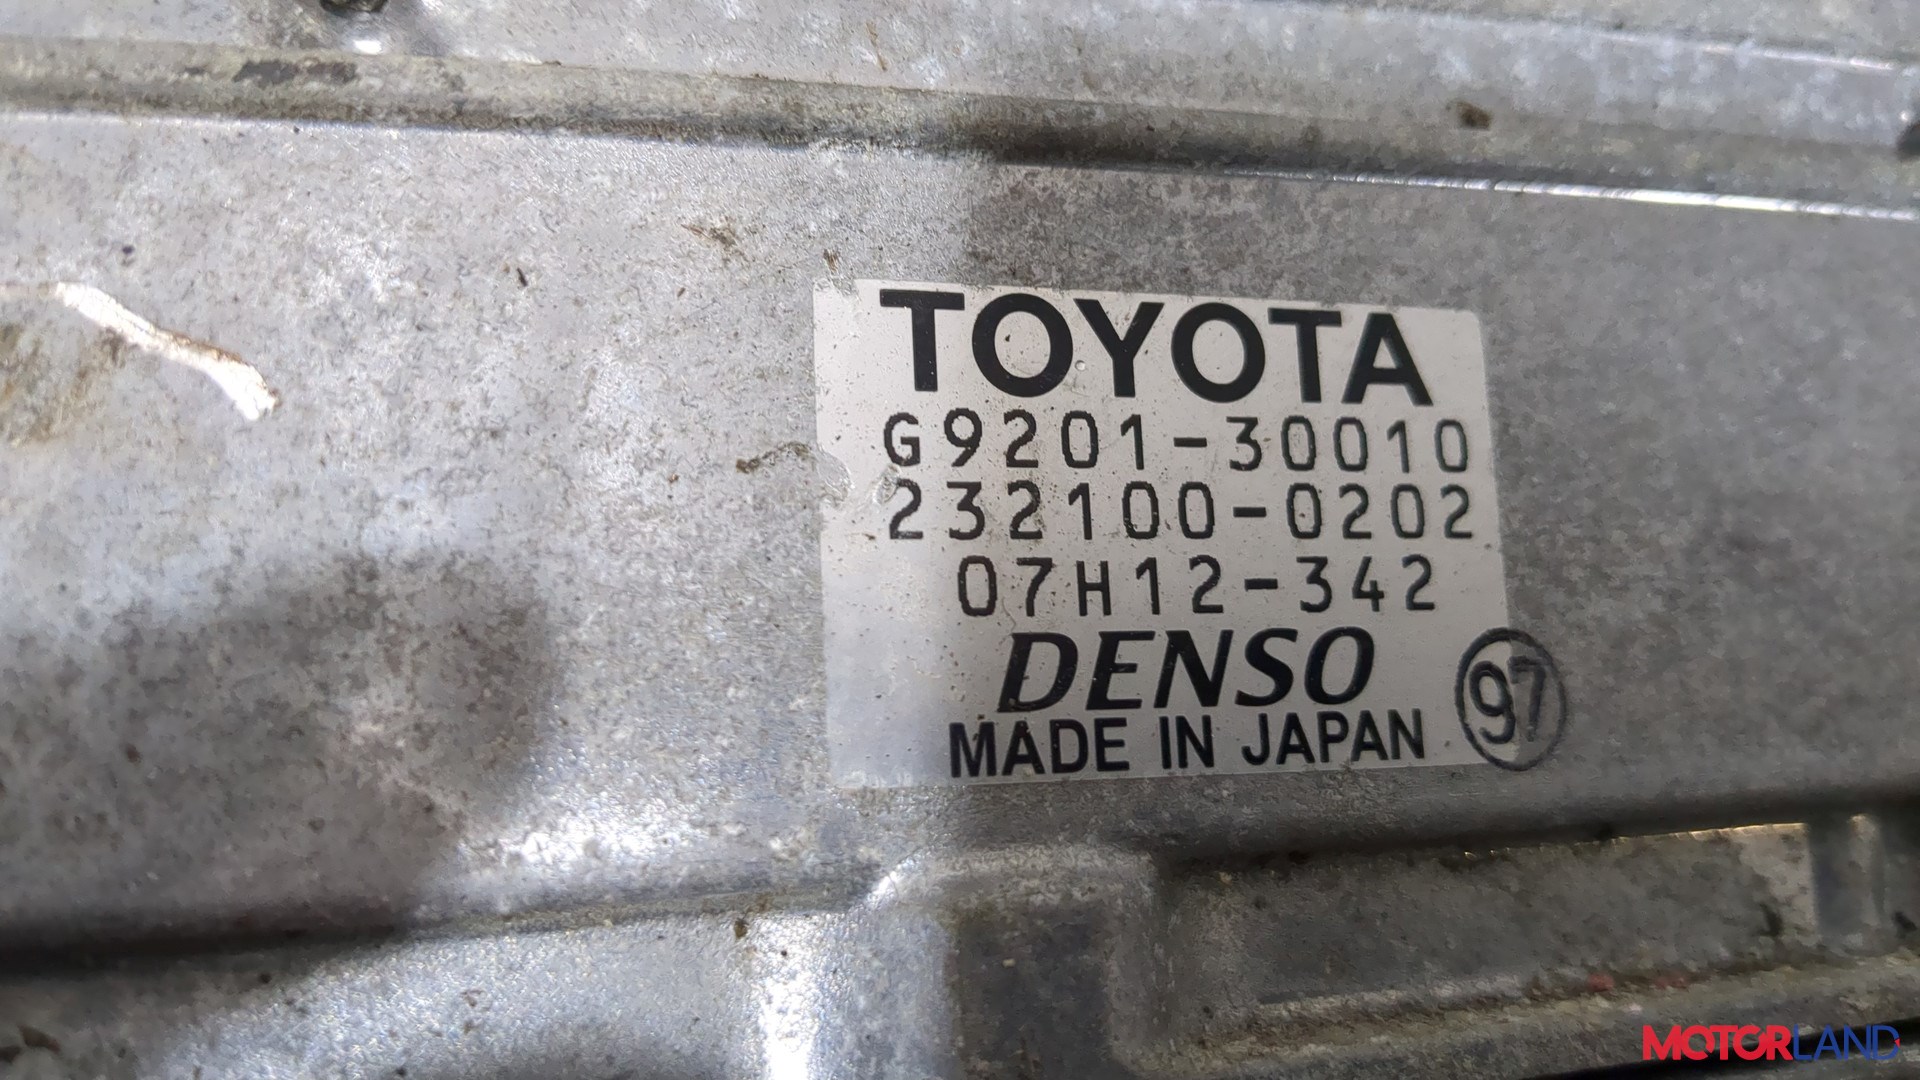 TOYOTA
G9201-30010
232100-0202
07H12-342
DENSO
MADE IN JAPAN
97
MOTORLAND